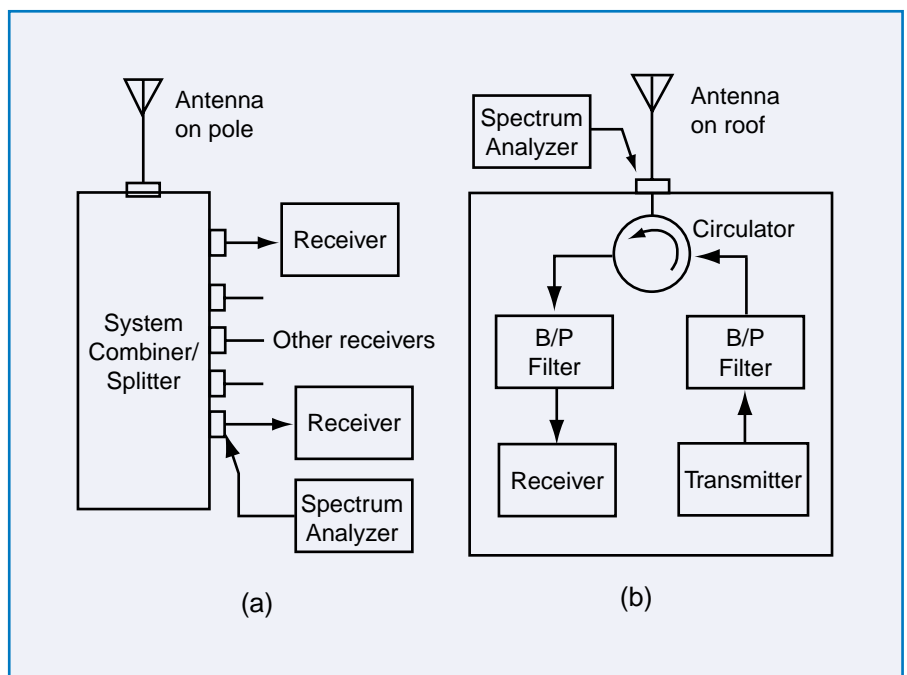 Antenna
on pole
Receiver
System
Combiner/
Splitter
Other receivers
Receiver
Spectrum
Analyzer
(a)
Spectrum
Analyzer
Antenna
on roof
Circulator
B/P
Filter
B/P
Filter
Receiver
Transmitter
(b)